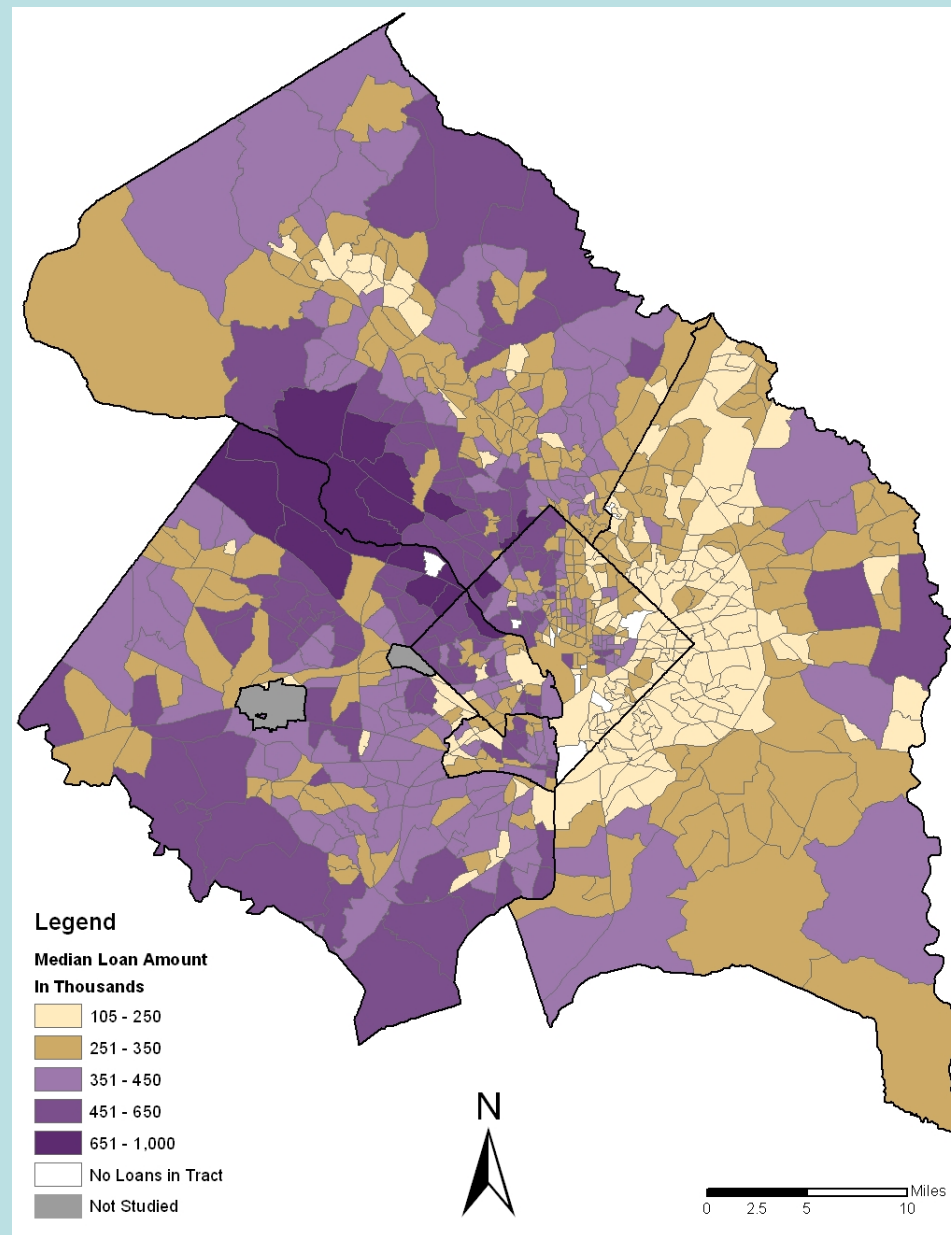 Legend
Median Loan Amount
In Thousands
105 - 250
251 - 350
351 - 450
451 - 650
651 - 1,000
No Loans in Tract
Not Studied
N
Miles
0 2.5 5 10